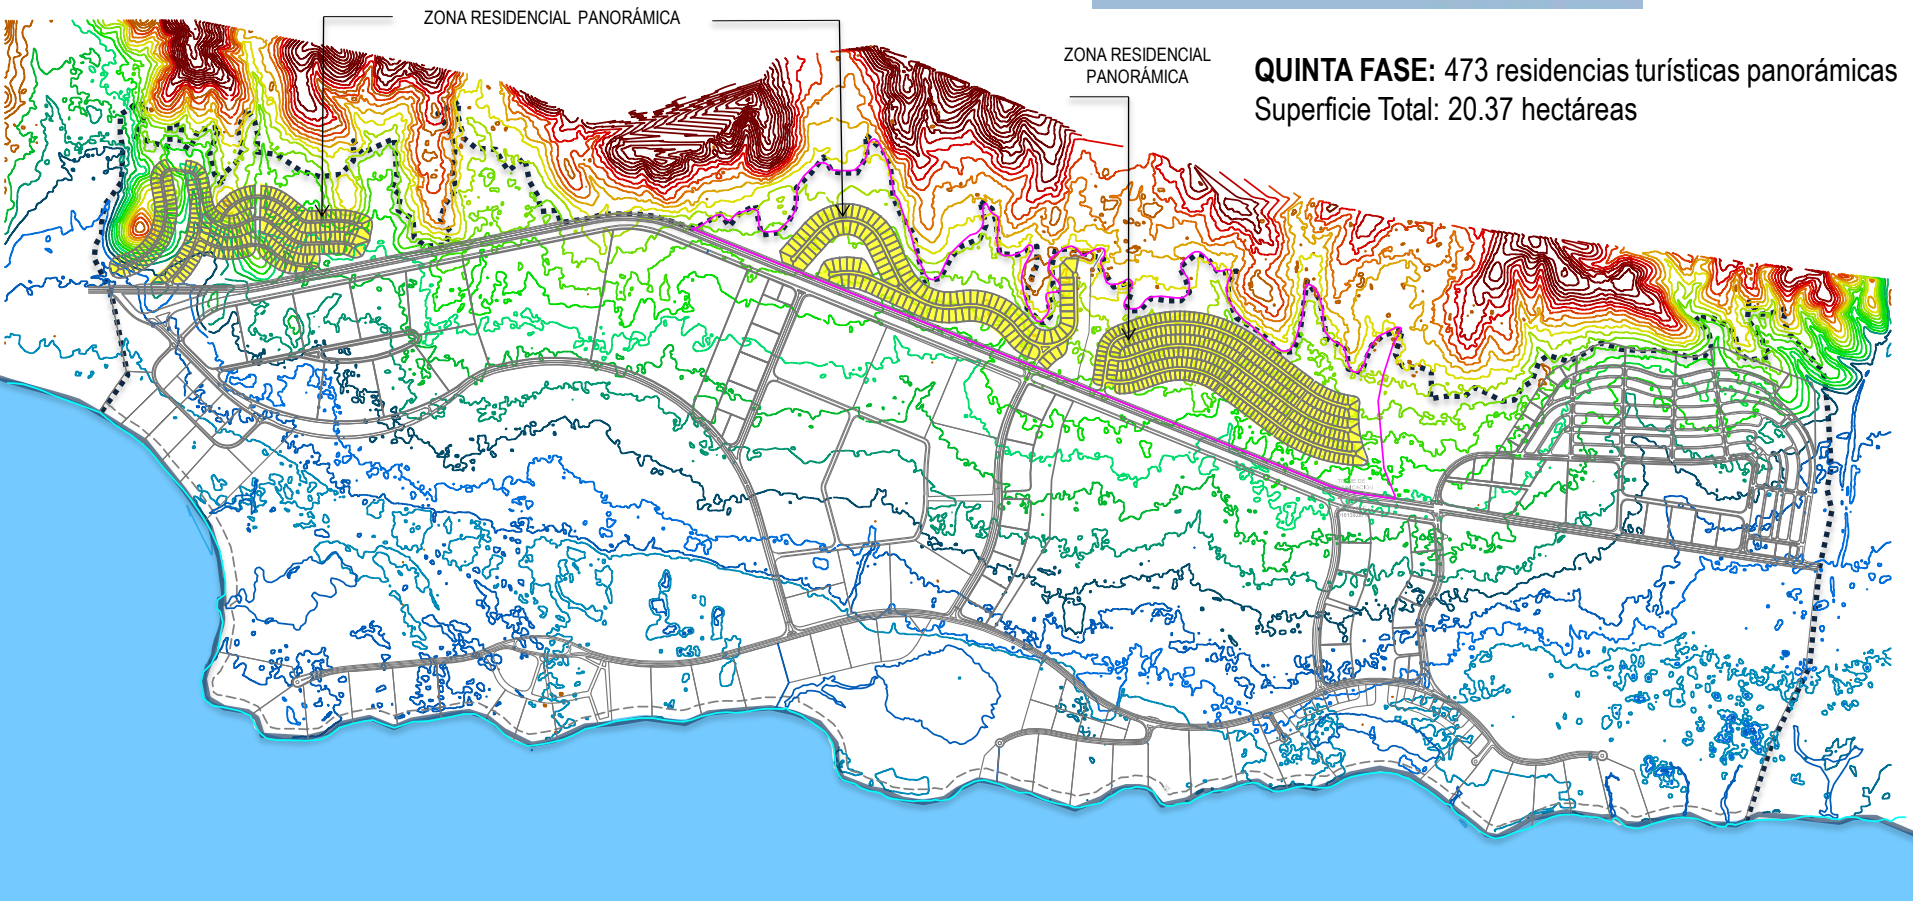 ZONA RESIDENCIAL PANORÁMICA
ZONA RESIDENCIAL
PANORÁMICA
QUINTA FASE: 473 residencias turísticas panorámicas
Superficie Total: 20.37 hectáreas